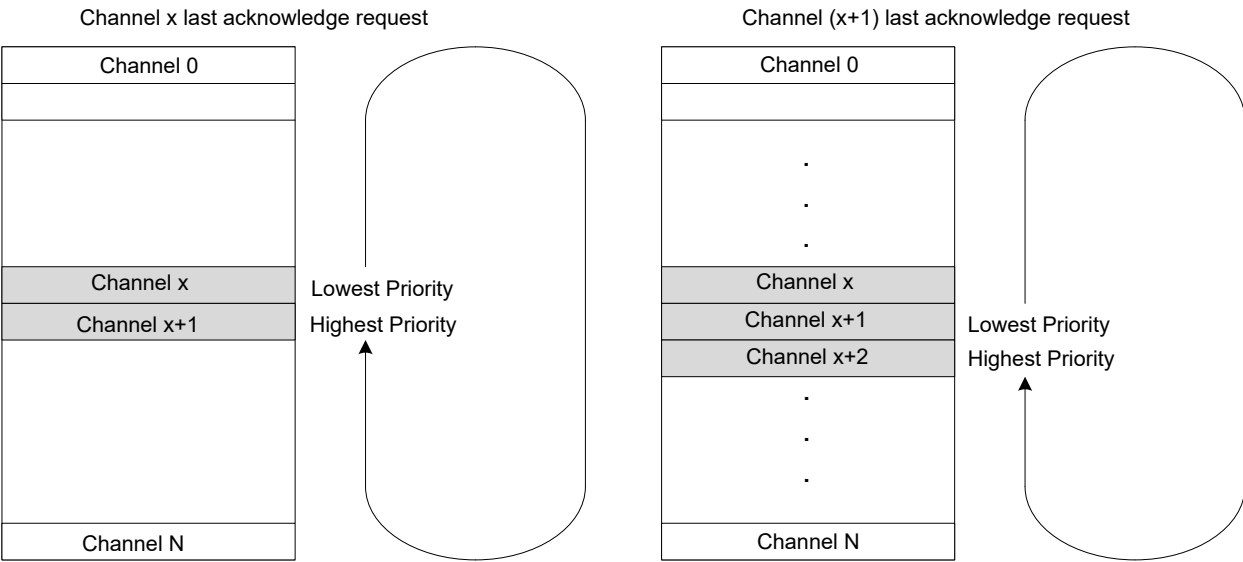 Channel x last acknowledge request
Channel 0
Channel x
Lowest Priority
Channel x+1
Highest Priority
Channel N
Channel (x+1) last acknowledge request
Channel 0
.
.
.
Channel x
Channel x+1
Lowest Priority
Channel x+2
Highest Priority
.
.
.
Channel N